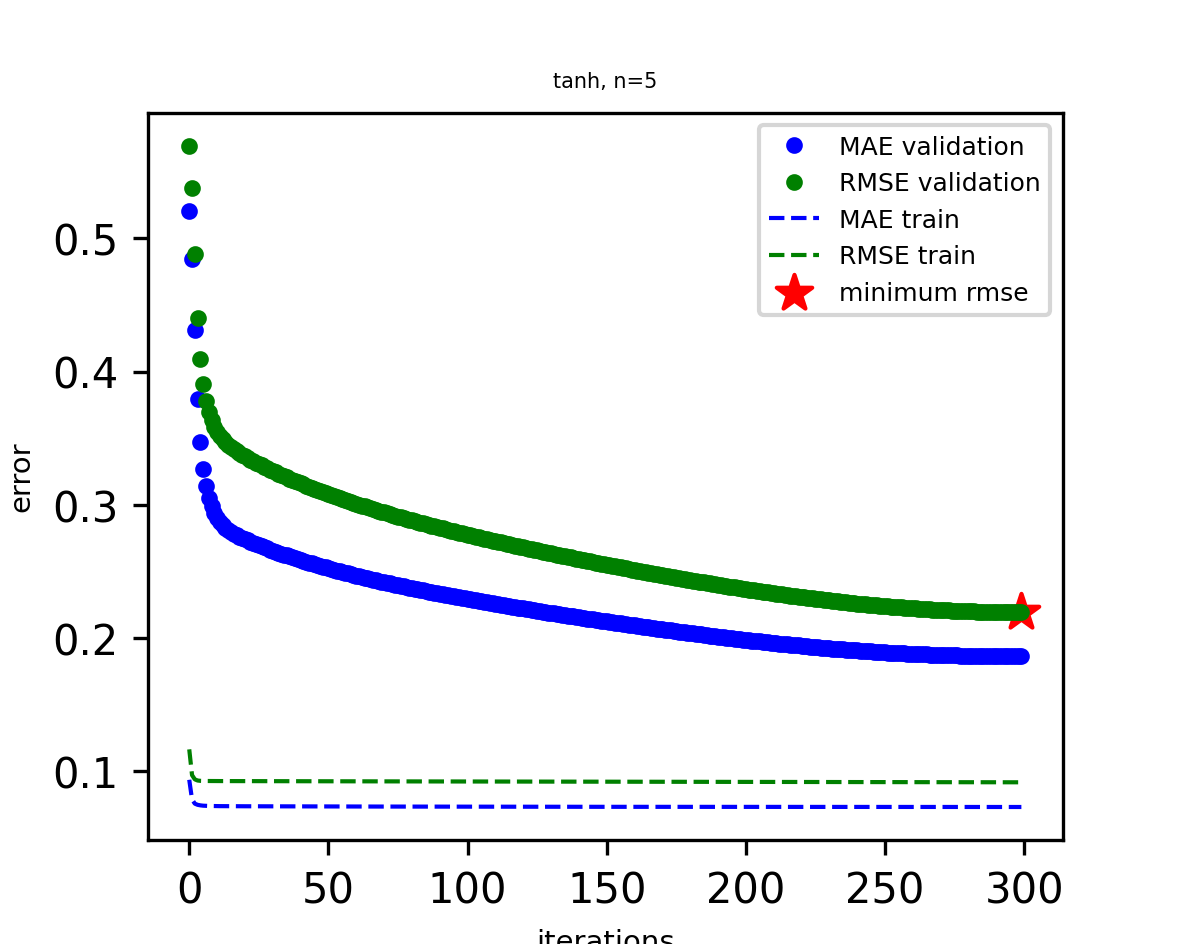 tanh, n=5
MAE validation
RMSE validation
MAE train
RMSE train
minimum rmse
0.5
0.4
0.3
0.2
0.1
error
0 50 100 150 200 250 300
iterations